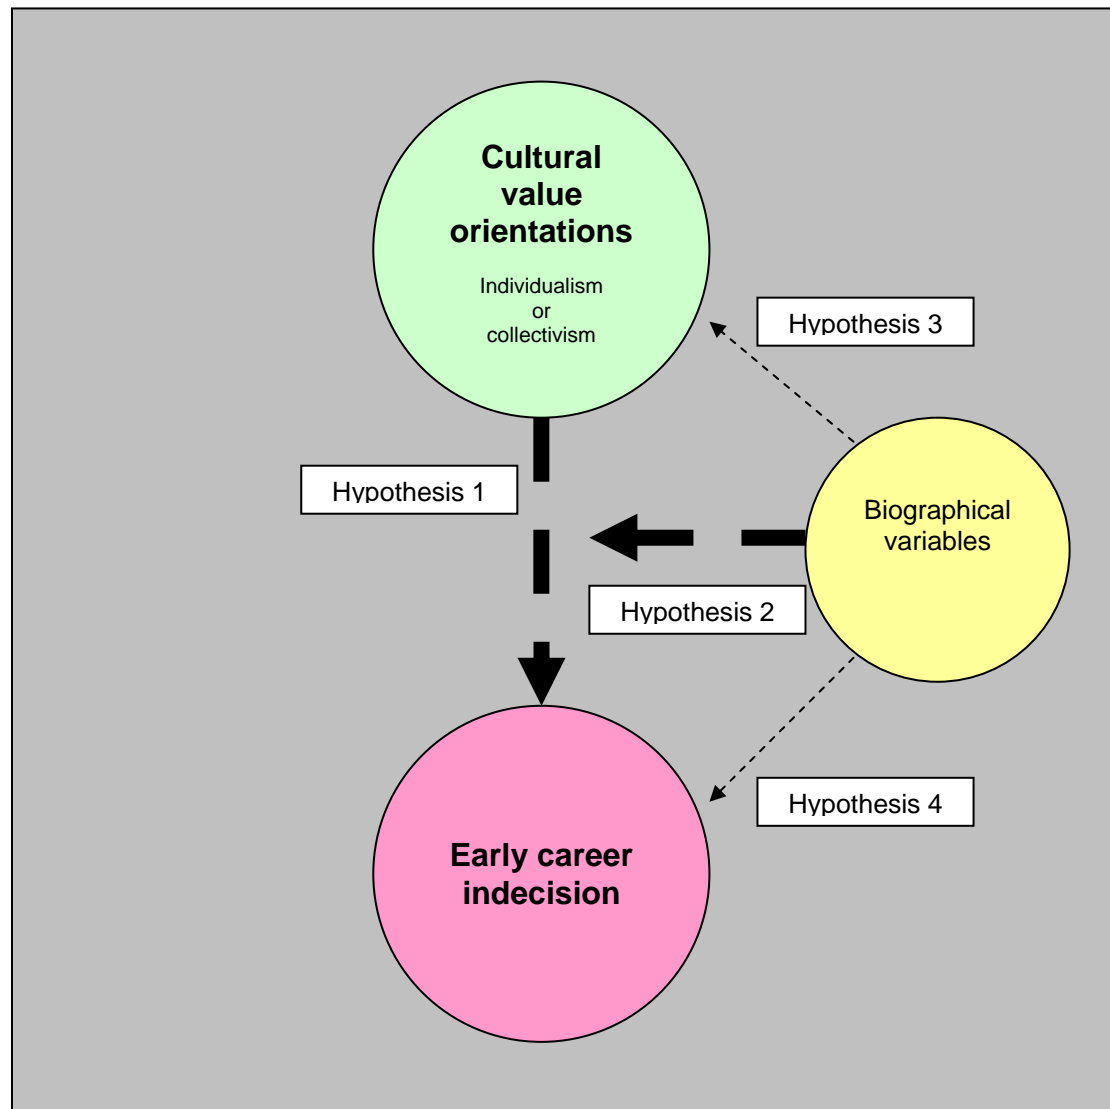 Cultural
value
orientations
Individualism
or
collectivism
Hypothesis 3
Hypothesis 1
Biographical
variables
Hypothesis 2
Hypothesis 4
Early career
indecision